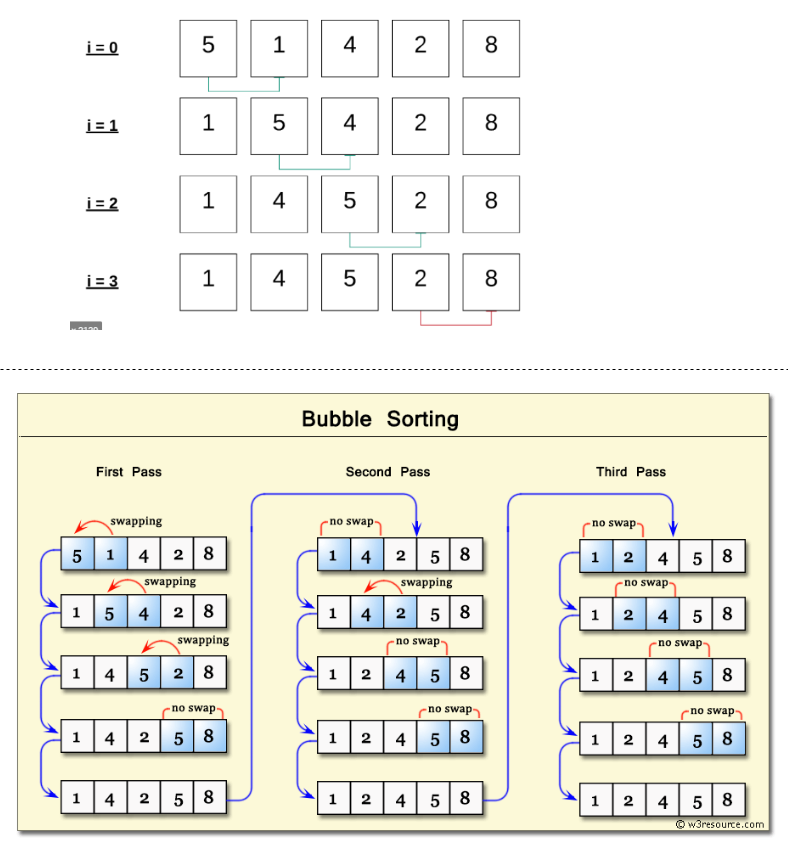 i = 0 5 1 4 2 8
i = 1 1 5 4 2 8
i = 2 1 4 5 2 8
i = 3 1 4 5 2 8
Bubble Sorting
First Pass Second Pass Third Pass
swapping no swap no swap
5 1 4 2 8 1 4 2 5 8 1 2 4 5 8
swapping swapping no swap
1 5 4 2 8 1 4 2 5 8 1 2 4 5 8
swapping no swap no swap
1 4 5 2 8 1 2 4 5 8 1 2 4 5 8
no swap no swap no swap
1 4 2 5 8 1 2 4 5 8 1 2 4 5 8
1 4 2 5 8 1 2 4 5 8 1 2 4 5 8
© w3resource.com